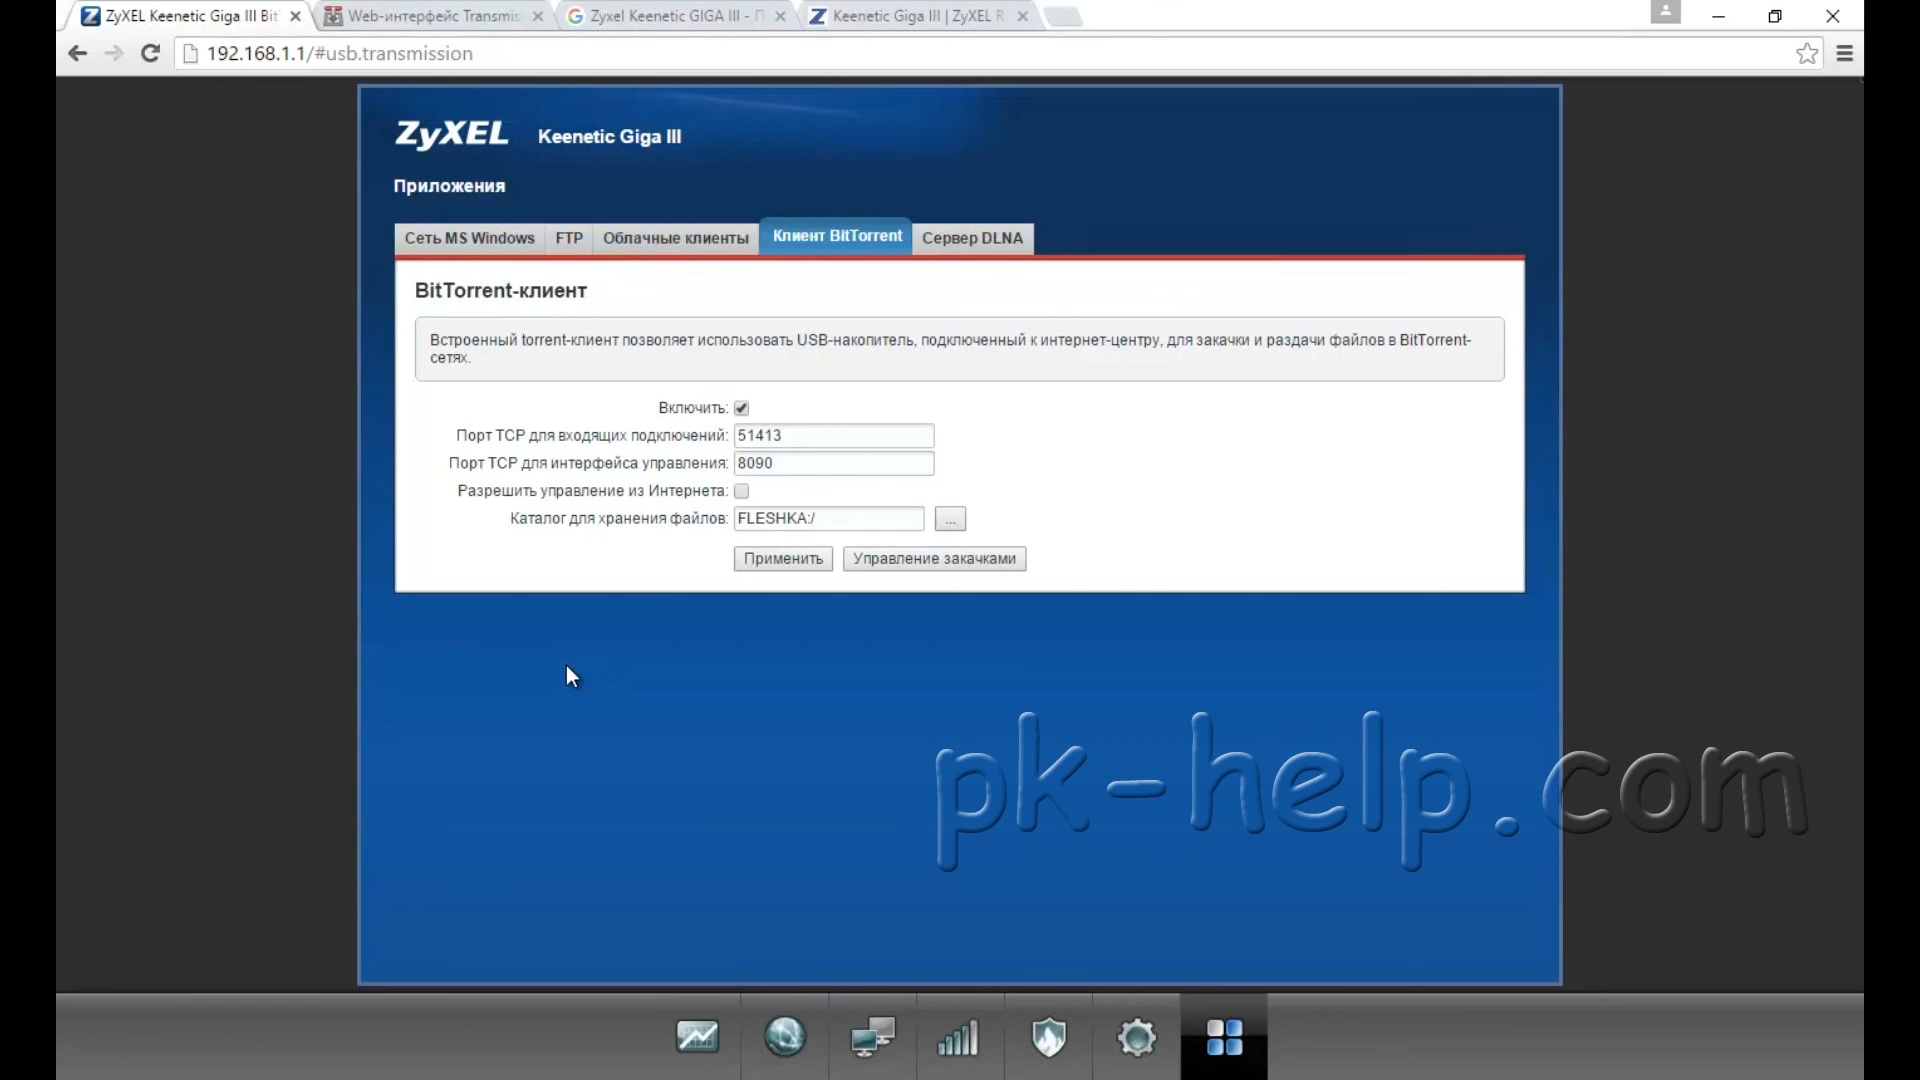 ZyXEL Keenetic Giga III Bi
Web-интерфейс Transmis
Zyxel Keenetic GIGA III -
Keenetic Giga III | ZyXEL
192.168.1.1/#usb.transmission
ZyXEL Keenetic Giga III
Приложения
Сеть MS Windows FTP Облачные клиенты Клиент BitTorrent Сервер DLNA
BitTorrent-клиент
Встроенный torrent-клиент позволяет использовать USB-накопитель, подключенный к интернет-центру, для закачки и раздачи файлов в BitTorrent-
сетях.
Включить:
Порт TCP для входящих подключений: 51413
Порт TCP для интерфейса управления: 8090
Разрешить управление из Интернета:
Каталог для хранения файлов: FLESHKA:/ ...
Применить Управление закачками
pk-help.com